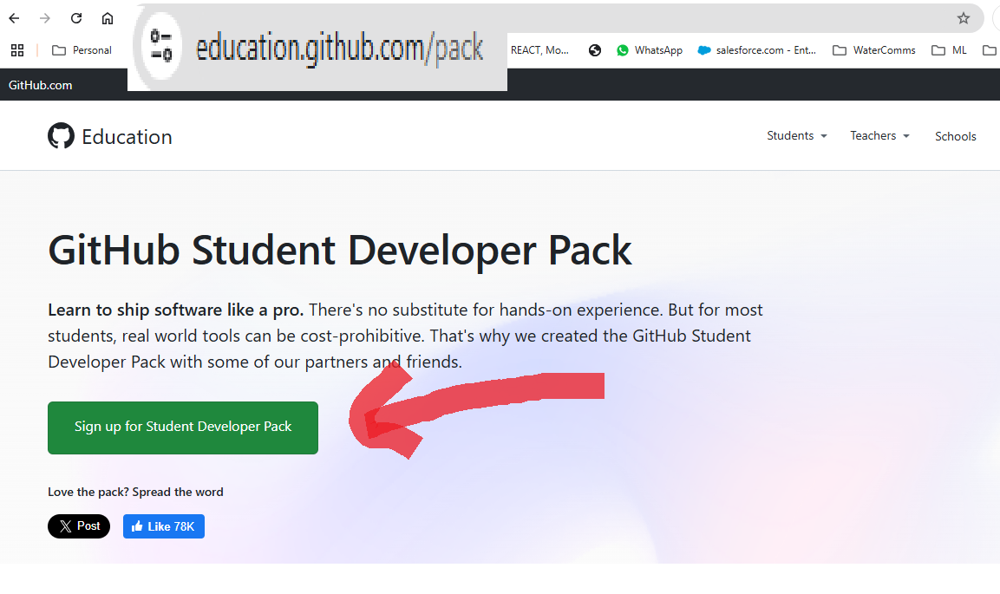 education.github.com/pack
Personal
REACT, Mo...
WhatsApp
salesforce.com - Ent...
WaterComms
ML
GitHub.com
Education
Students
Teachers
Schools
GitHub Student Developer Pack
Learn to ship software like a pro. There's no substitute for hands-on experience. But for most
students, real world tools can be cost-prohibitive. That's why we created the GitHub Student
Developer Pack with some of our partners and friends.
Sign up for Student Developer Pack
Love the pack? Spread the word
Post
Like 78K